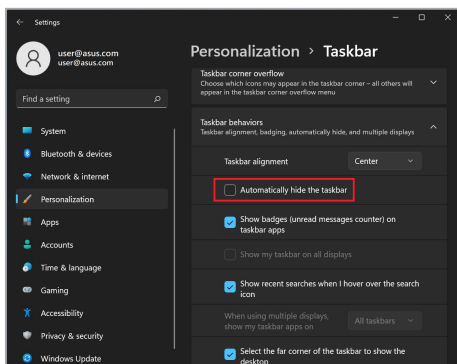 Settings
user@asus.com
user@asus.com
Find a setting
System
Bluetooth & devices
Network & internet
Personalization
Apps
Accounts
Time & language
Gaming
Accessibility
Privacy & security
Windows Update
Personalization > Taskbar
Taskbar corner overflow
Choose which icons may appear in the taskbar corner – all others will
appear in the taskbar corner overflow menu
Taskbar behaviors
Taskbar alignment, badging, automatically hide, and multiple displays
Taskbar alignment
Center
Automatically hide the taskbar
Show badges (unread messages counter) on
taskbar apps
Show my taskbar on all displays
Show recent searches when I hover over the search
icon
When using multiple displays,
show my taskbar apps on
All taskbars
Select the far corner of the taskbar to show the
desktop